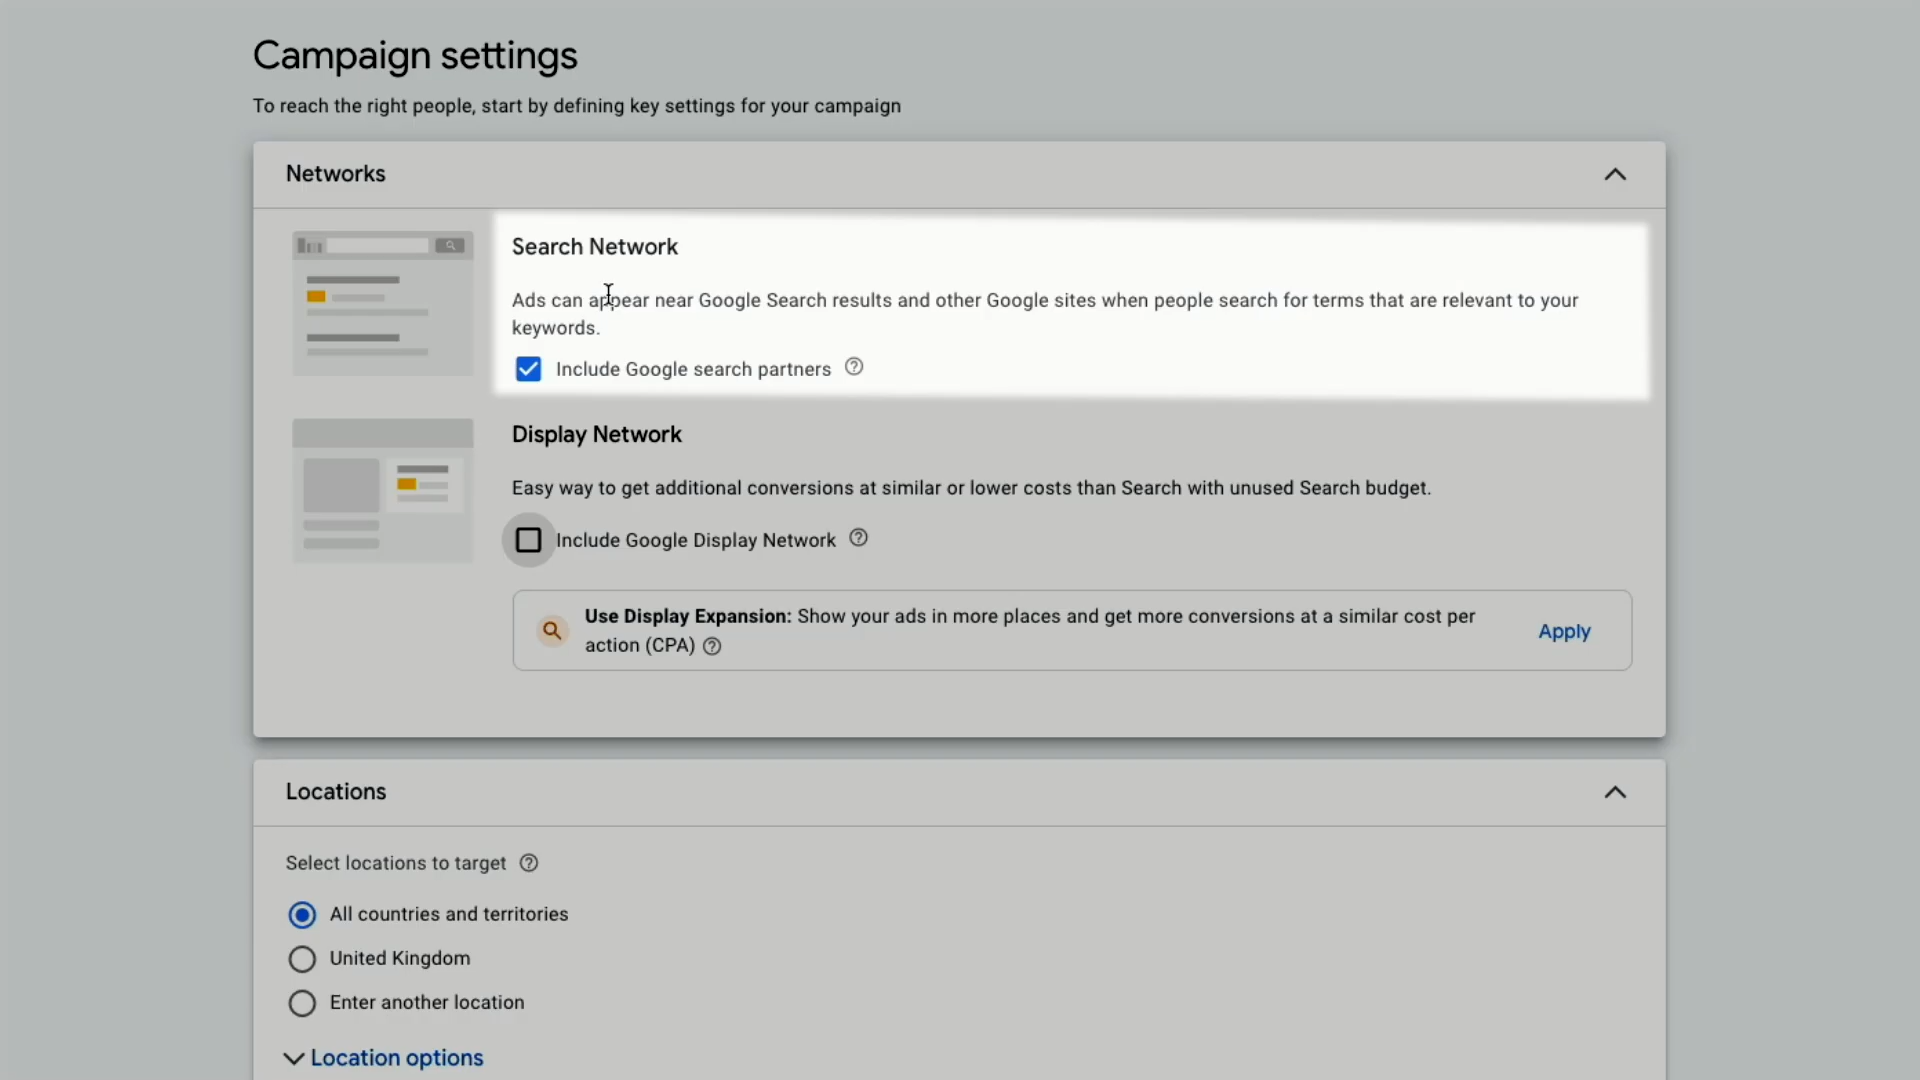 Campaign settings
To reach the right people, start by defining key settings for your campaign
Networks
Search Network
Ads can appear near Google Search results and other Google sites when people search for terms that are relevant to your
keywords.
Include Google search partners
Display Network
Easy way to get additional conversions at similar or lower costs than Search with unused Search budget.
Include Google Display Network
Use Display Expansion: Show your ads in more places and get more conversions at a similar cost per
action (CPA)
Apply
Locations
Select locations to target
All countries and territories
United Kingdom
Enter another location
Location options